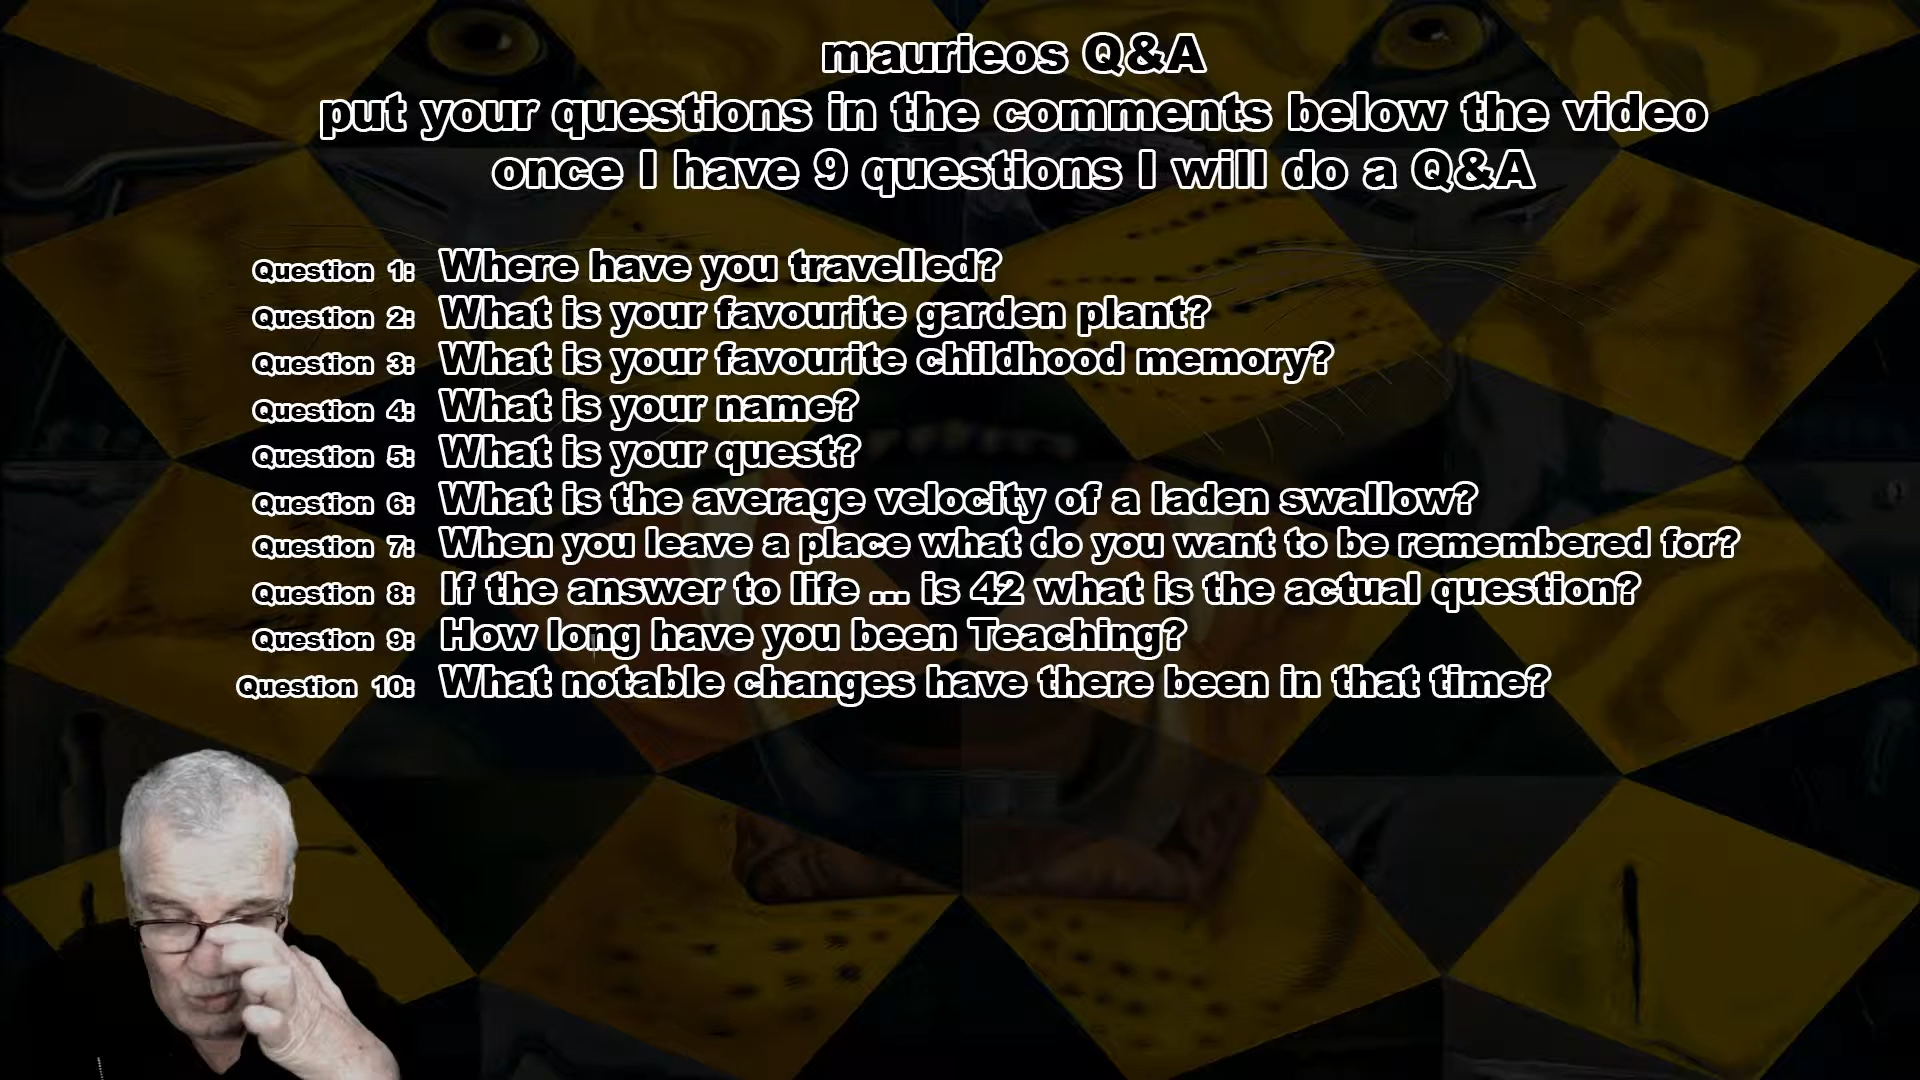 maurieos Q&A
put your questions in the comments below the video
once I have 9 questions I will do a Q&A
Question 1: Where have you travelled?
Question 2: What is your favourite garden plant?
Question 3: What is your favourite childhood memory?
Question 4: What is your name?
Question 5: What is your quest?
Question 6: What is the average velocity of a laden swallow?
Question 7: When you leave a place what do you want to be remembered for?
Question 8: If the answer to life ... is 42 what is the actual question?
Question 9: How long have you been Teaching?
Question 10: What notable changes have there been in that time?